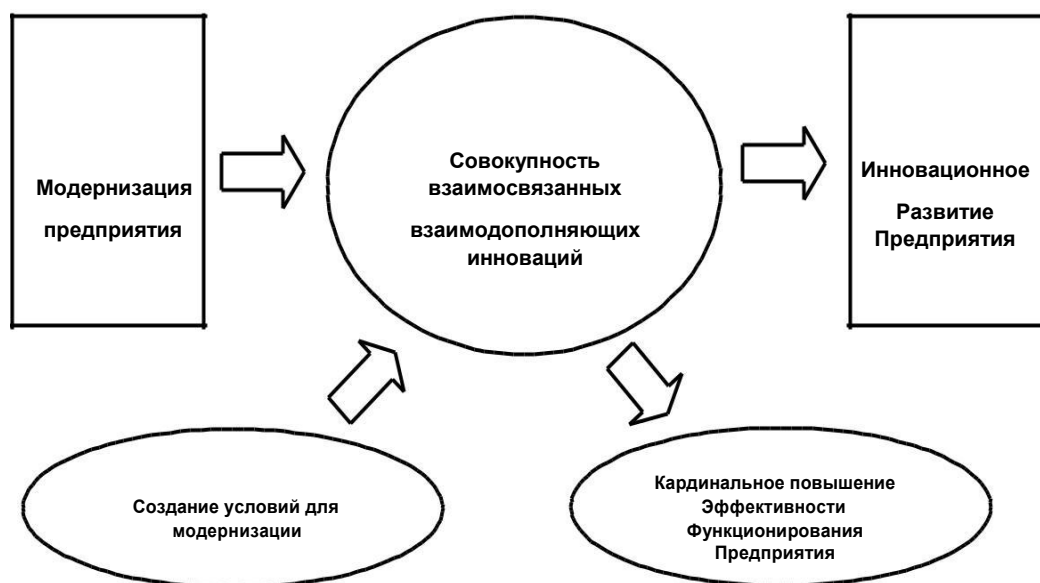 Модернизация
предприятия
Совокупность
взаимосвязанных
взаимодополняющих
инноваций
Инновационное
Развитие
Предприятия
Создание условий для
модернизации
Кардинальное повышение
Эффективности
Функционирования
Предприятия